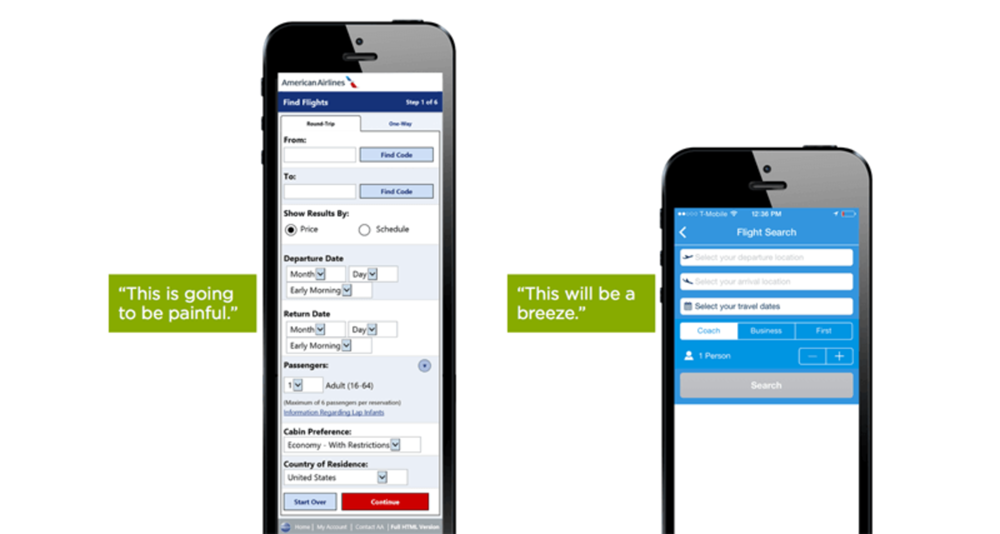 American Airlines
Find Flights Step 1 of 6
Round-Trip One-Way
From:
Find Code
To:
Find Code
Show Results By:
Price Schedule
Departure Date
Month Day
Early Morning
Return Date
Month Day
Early Morning
Passengers:
1 Adult (16-64)
(Maximum of 6 passengers per reservation)
Information Regarding Lap Infants
Cabin Preference:
Economy - With Restrictions
Country of Residence:
United States
Start Over Continue
Home | My Account | Contact AA | Full HTML Version
“This is going
to be painful.”
“This will be a
breeze.”
T-Mobile 12:36 PM
Flight Search
Select your departure location
Select your arrival location
Select your travel dates
Coach Business First
1 Person
Search